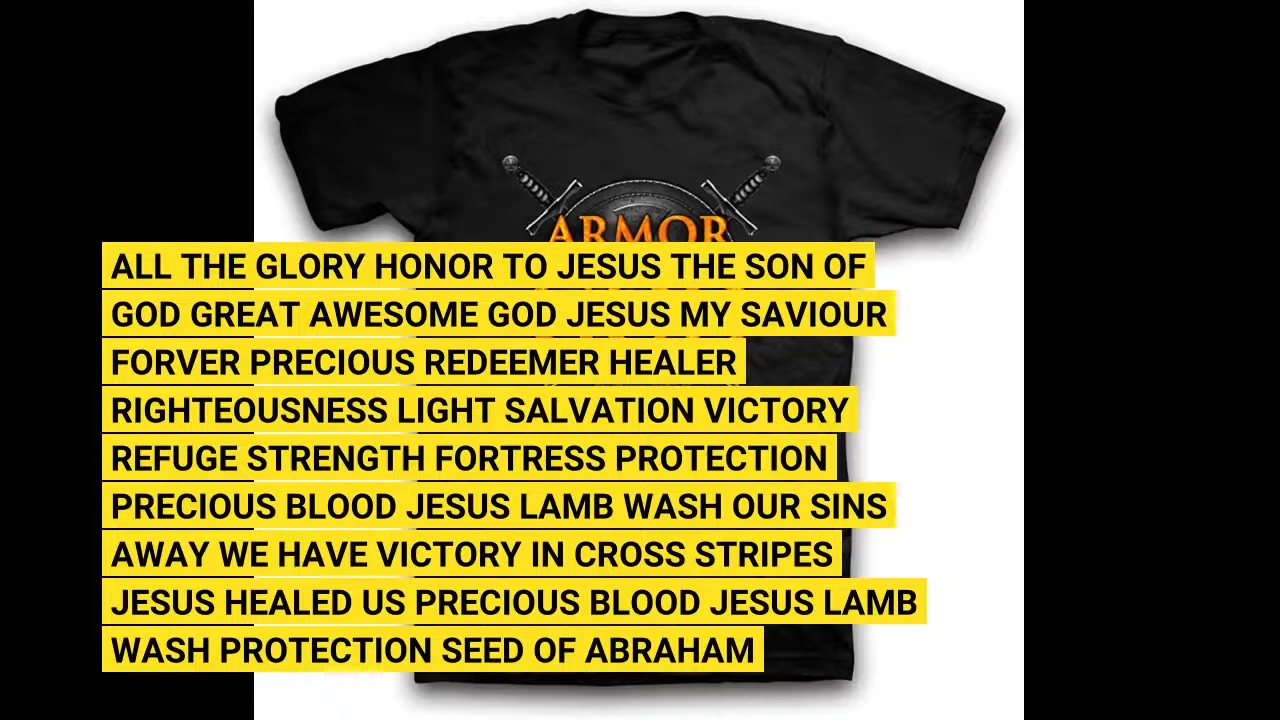 ARMOR
ALL THE GLORY HONOR TO JESUS THE SON OF
GOD GREAT AWESOME GOD JESUS MY SAVIOUR
FORVER PRECIOUS REDEEMER HEALER
RIGHTEOUSNESS LIGHT SALVATION VICTORY
REFUGE STRENGTH FORTRESS PROTECTION
PRECIOUS BLOOD JESUS LAMB WASH OUR SINS
AWAY WE HAVE VICTORY IN CROSS STRIPES
JESUS HEALED US PRECIOUS BLOOD JESUS LAMB
WASH PROTECTION SEED OF ABRAHAM